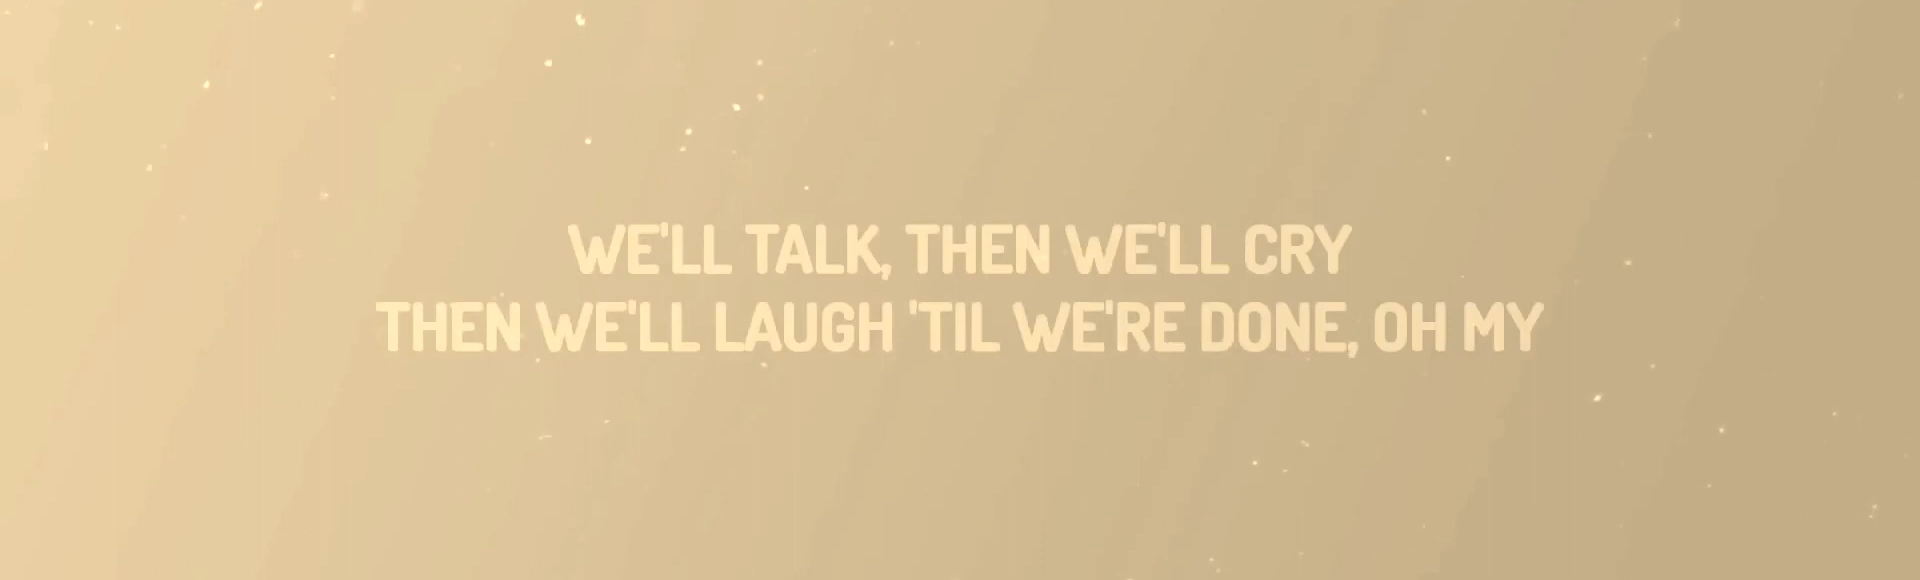 WE'LL TALK, THEN WE'LL CRY
THEN WE'LL LAUGH 'TIL WE'RE DONE, OH MY